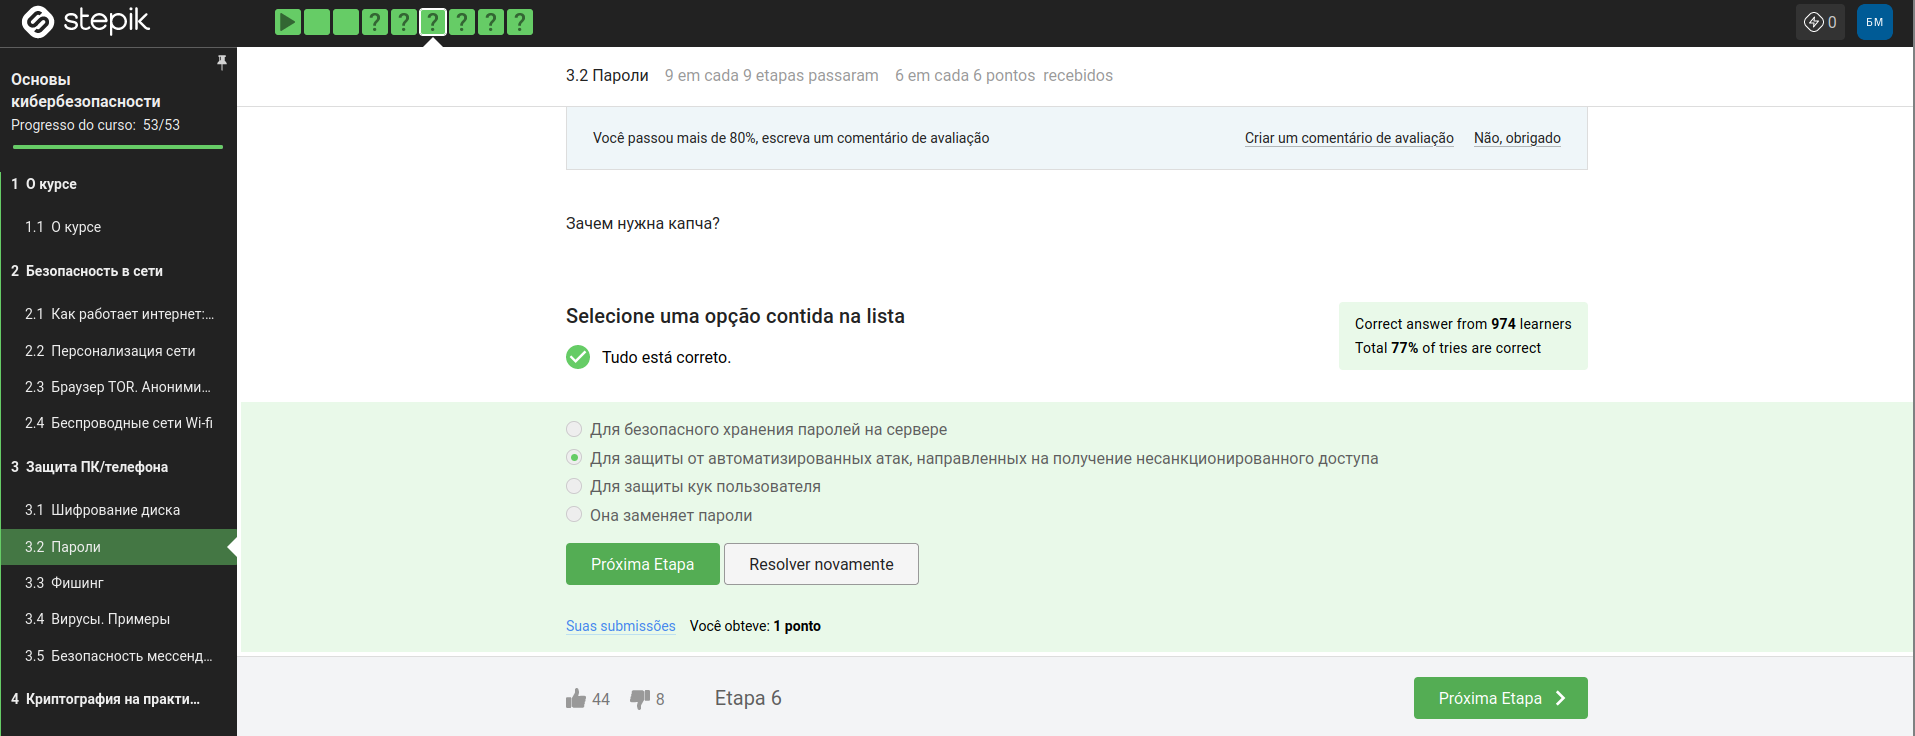 stepik
? ? ? ? ? ?
0
БМ
Основы
кибербезопасности
Progresso do curso: 53/53
1 О курсе
1.1 О курсе
2 Безопасность в сети
2.1 Как работает интернет:...
2.2 Персонализация сети
2.3 Браузер TOR. Аноними...
2.4 Беспроводные сети Wi-fi
3 Защита ПК/телефона
3.1 Шифрование диска
3.2 Пароли
3.3 Фишинг
3.4 Вирусы. Примеры
3.5 Безопасность мессенд...
4 Криптография на практи...
3.2 Пароли 9 em cada 9 etapas passaram 6 em cada 6 pontos recebidos
Você passou mais de 80%, escreva um comentário de avaliação Criar um comentário de avaliação Não, obrigado
Зачем нужна капча?
Selecione uma opção contida na lista
Tudo está correto.
Correct answer from 974 learners
Total 77% of tries are correct
Для безопасного хранения паролей на сервере
Для защиты от автоматизированных атак, направленных на получение несанкционированного доступа
Для защиты кук пользователя
Она заменяет пароли
Próxima Etapa Resolver novamente
Suas submissões Você obteve: 1 ponto
44 8 Etapa 6 Próxima Etapa